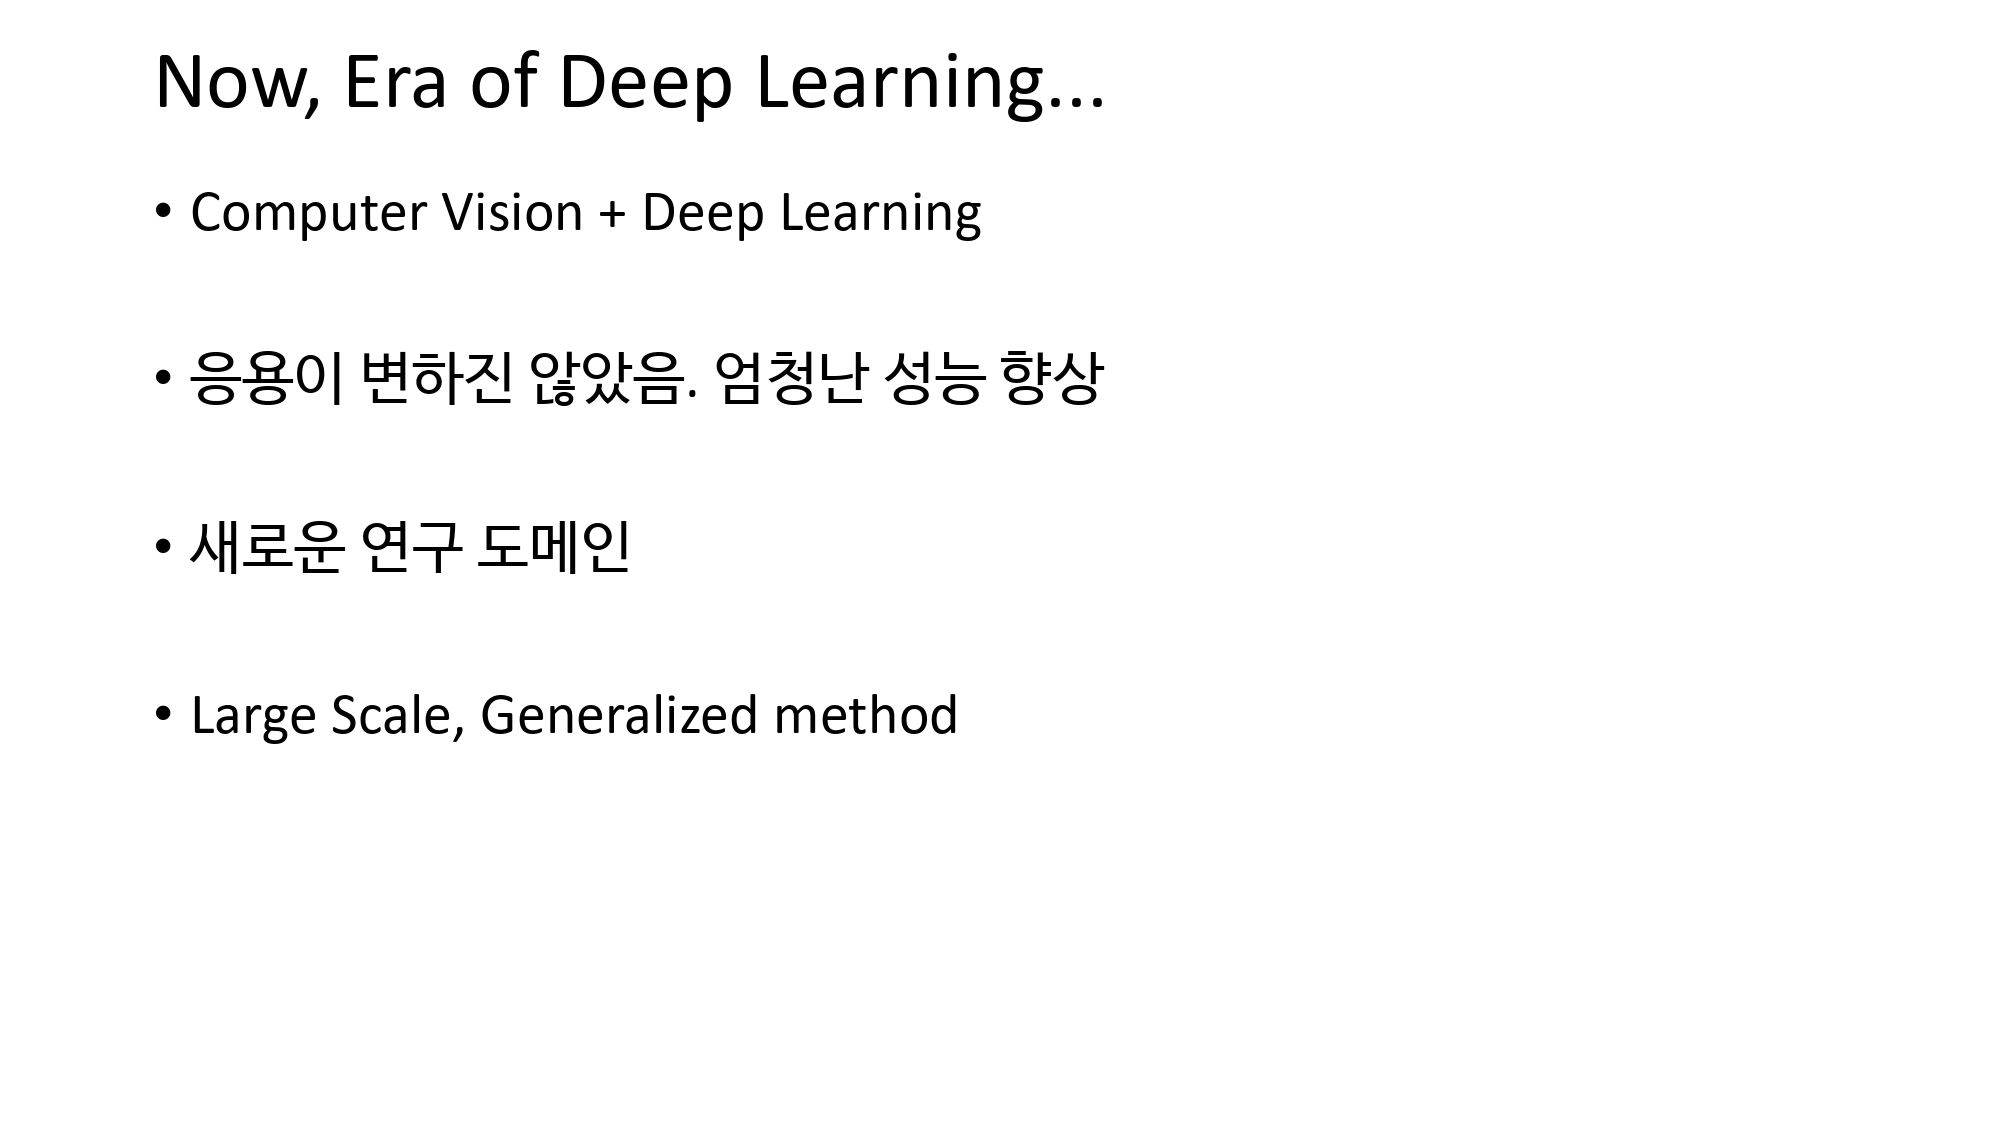 Now, Era of Deep Learning...
• Computer Vision + Deep Learning
• 응용이 변하진 않았음. 엄청난 성능 향상
• 새로운 연구 도메인
• Large Scale, Generalized method